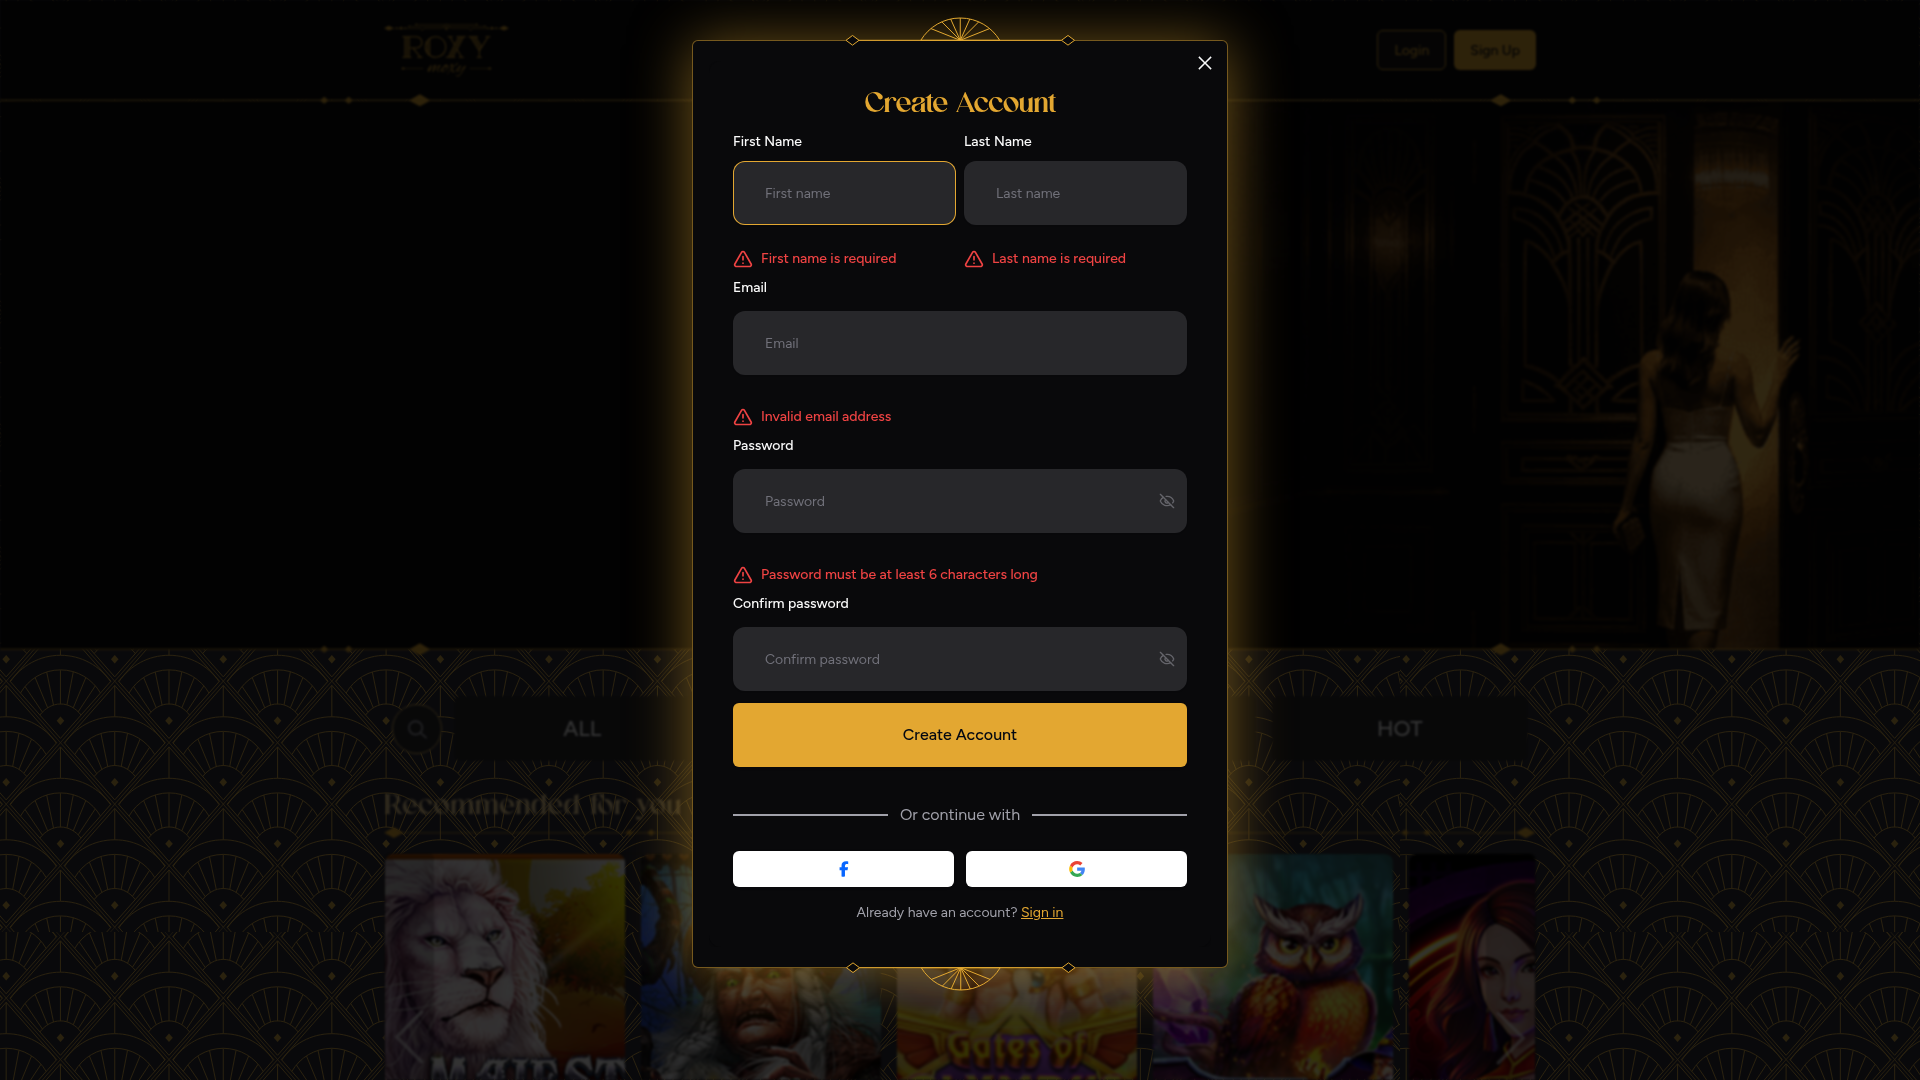 ROXY
moxy
Login
Sign Up
Create Account
First Name
Last Name
First name
Last name
First name is required
Last name is required
Email
Email
Invalid email address
Password
Password
Password must be at least 6 characters long
Confirm password
Confirm password
Create Account
ALL
HOT
Recommended for you
Or continue with
Already have an account? Sign in
Gates of